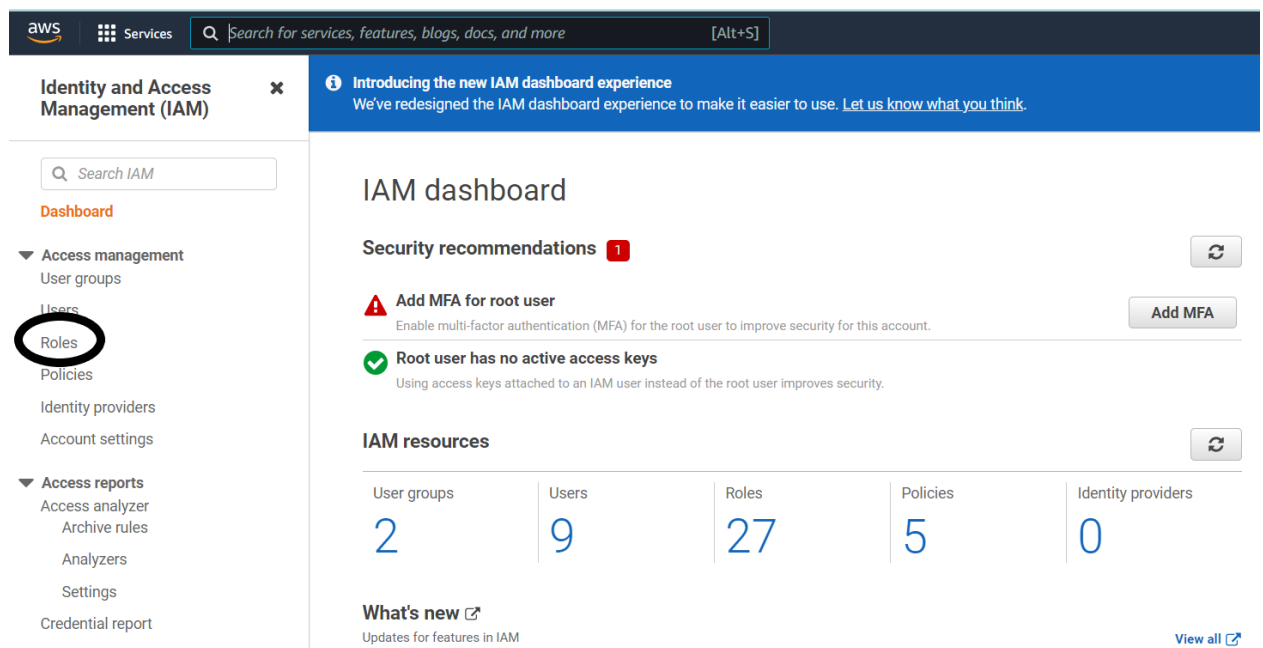 aws
Services
Search for services, features, blogs, docs, and more
[Alt+S]
Identity and Access
Management (IAM)
Search IAM
Dashboard
Access management
User groups
Users
Roles
Policies
Identity providers
Account settings
Access reports
Access analyzer
Archive rules
Analyzers
Settings
Credential report
Introducing the new IAM dashboard experience
We've redesigned the IAM dashboard experience to make it easier to use. Let us know what you think.
IAM dashboard
Security recommendations 1
Add MFA for root user
Enable multi-factor authentication (MFA) for the root user to improve security for this account.
Add MFA
Root user has no active access keys
Using access keys attached to an IAM user instead of the root user improves security.
IAM resources
User groups
2
Users
9
Roles
27
Policies
5
Identity providers
0
What's new
Updates for features in IAM
View all